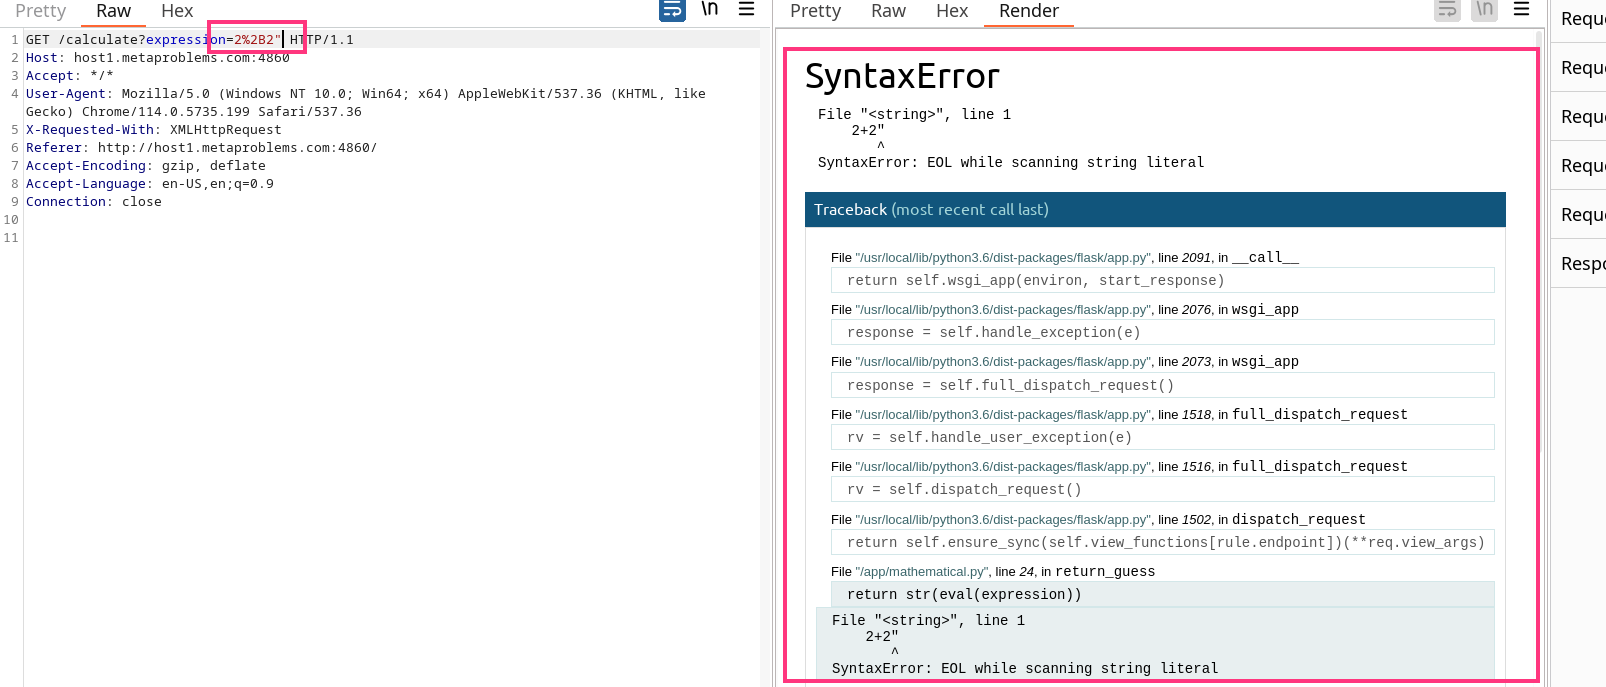 Pretty Raw Hex \n
1 GET /calculate?expression=2%2B2" HTTP/1.1
2 Host: host1.metaproblems.com:4860
3 Accept: */*
4 User-Agent: Mozilla/5.0 (Windows NT 10.0; Win64; x64) AppleWebKit/537.36 (KHTML, like
Gecko) Chrome/114.0.5735.199 Safari/537.36
5 X-Requested-With: XMLHttpRequest
6 Referer: http://host1.metaproblems.com:4860/
7 Accept-Encoding: gzip, deflate
8 Accept-Language: en-US,en;q=0.9
9 Connection: close
10
11
Pretty Raw Hex Render \n
SyntaxError
File "<string>", line 1
2+2"
^
SyntaxError: EOL while scanning string literal
Traceback (most recent call last)
File "/usr/local/lib/python3.6/dist-packages/flask/app.py", line 2091, in __call__
return self.wsgi_app(environ, start_response)
File "/usr/local/lib/python3.6/dist-packages/flask/app.py", line 2076, in wsgi_app
response = self.handle_exception(e)
File "/usr/local/lib/python3.6/dist-packages/flask/app.py", line 2073, in wsgi_app
response = self.full_dispatch_request()
File "/usr/local/lib/python3.6/dist-packages/flask/app.py", line 1518, in full_dispatch_request
rv = self.handle_user_exception(e)
File "/usr/local/lib/python3.6/dist-packages/flask/app.py", line 1516, in full_dispatch_request
rv = self.dispatch_request()
File "/usr/local/lib/python3.6/dist-packages/flask/app.py", line 1502, in dispatch_request
return self.ensure_sync(self.view_functions[rule.endpoint])(**req.view_args)
File "/app/mathematical.py", line 24, in return_guess
return str(eval(expression))
File "<string>", line 1
2+2"
^
SyntaxError: EOL while scanning string literal